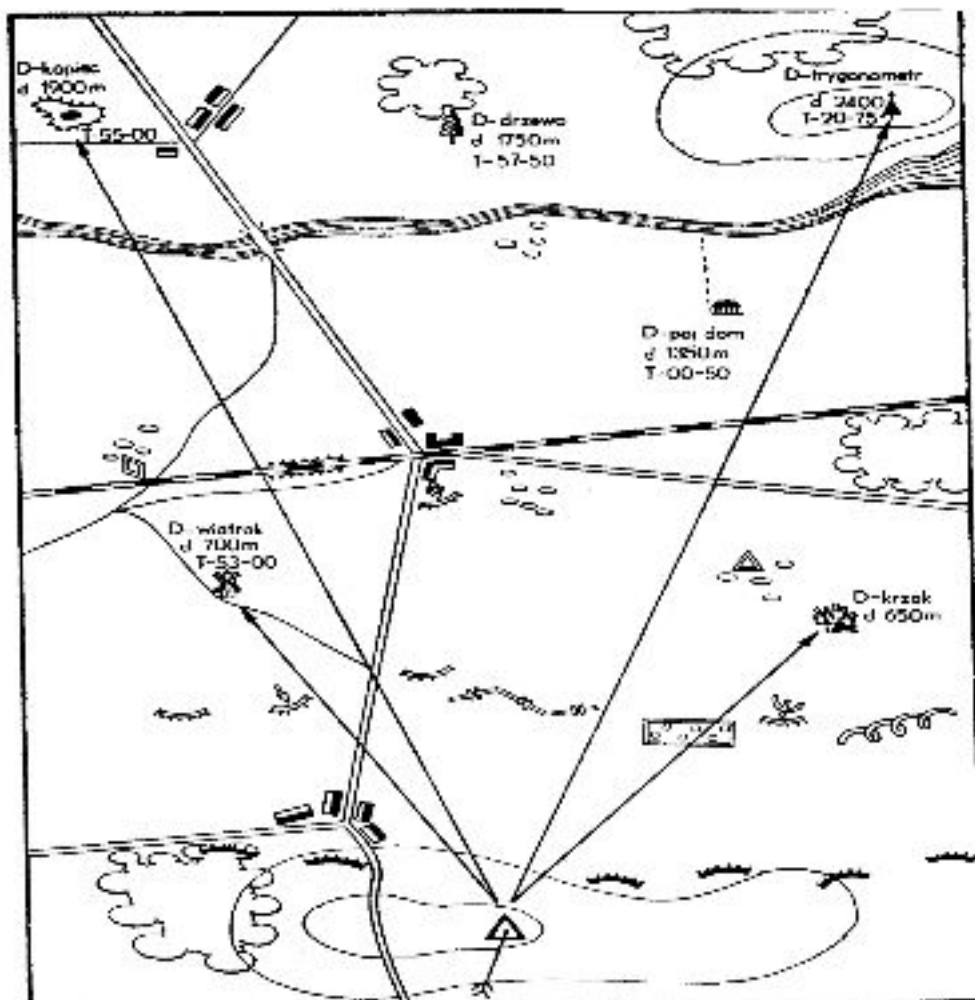 D-kopiec
d 1900m
T 55-00
D-drzewo
d 1750m
T-57-50
D-trygonometr
d 2400
T-20-75
D-poj dom
d 1350m
T-00-50
D-wiatrak
d 700m
T-53-00
D-krzak
d 650m